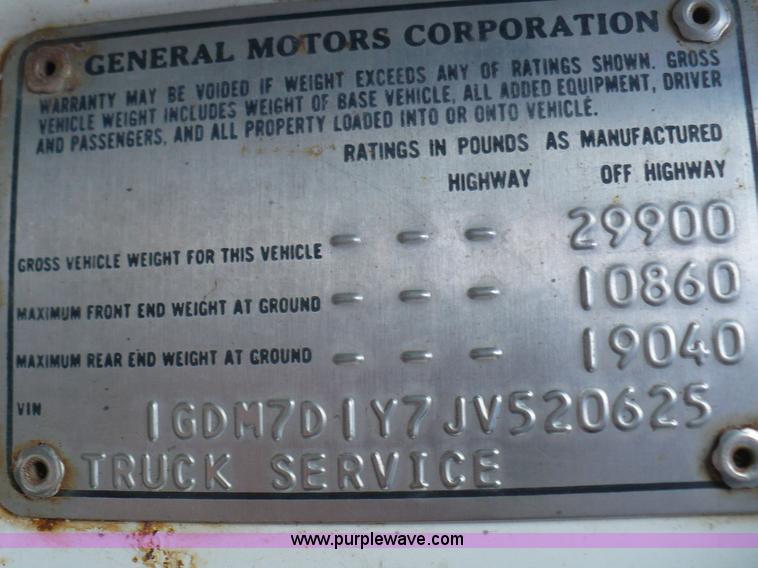 GENERAL MOTORS CORPORATION
WARRANTY MAY BE VOIDED IF WEIGHT EXCEEDS ANY OF RATINGS SHOWN. GROSS
VEHICLE WEIGHT INCLUDES WEIGHT OF BASE VEHICLE, ALL ADDED EQUIPMENT, DRIVER
AND PASSENGERS, AND ALL PROPERTY LOADED INTO OR ONTO VEHICLE.
RATINGS IN POUNDS AS MANUFACTURED
HIGHWAY OFF HIGHWAY
GROSS VEHICLE WEIGHT FOR THIS VEHICLE - - - 29900
MAXIMUM FRONT END WEIGHT AT GROUND - - - 10860
MAXIMUM REAR END WEIGHT AT GROUND - - - 19040
VIN 1GDM7D1Y7JV520625
TRUCK SERVICE
www.purplewave.com